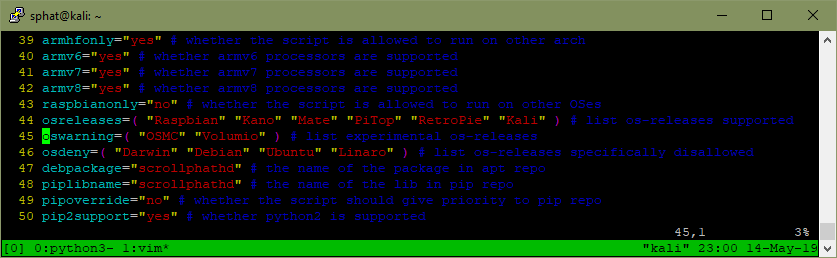 sphat@kali: ~
39 armhfonly="yes" # whether the script is allowed to run on other arch
40 armv6="yes" # whether armv6 processors are supported
41 armv7="yes" # whether armv7 processors are supported
42 armv8="yes" # whether armv8 processors are supported
43 raspbianonly="no" # whether the script is allowed to run on other OSes
44 osreleases=( "Raspbian" "Kano" "Mate" "PiTop" "RetroPie" "Kali" ) # list os-releases supported
45 oswarning=( "OSMC" "Volumio" ) # list experimental os-releases
46 osdeny=( "Darwin" "Debian" "Ubuntu" "Linaro" ) # list os-releases specifically disallowed
47 debpackage="scrollphathd" # the name of the package in apt repo
48 piplibname="scrollphathd" # the name of the lib in pip repo
49 pipoverride="no" # whether the script should give priority to pip repo
50 pip2support="yes" # whether python2 is supported
45,1 3%
[0] 0:python3- 1:vim* "kali" 23:00 14-May-19